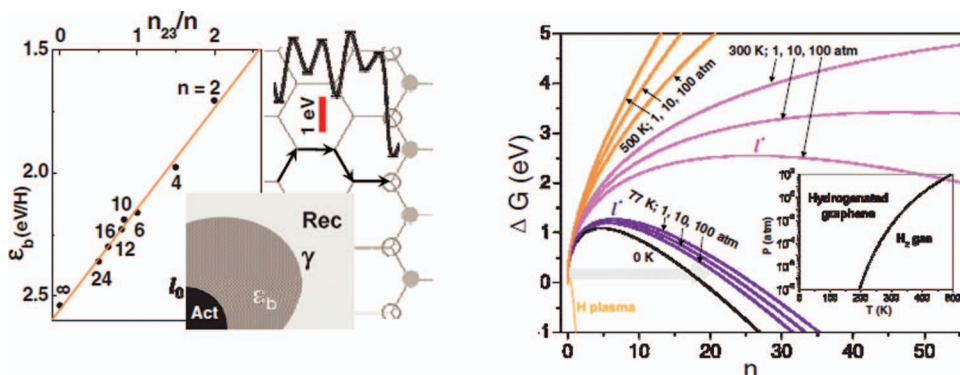 n₂₃/n
0 1 2
1.5
2.0
2.5
εb(eV/H)
n = 2
4
10
16
6
12
24
8
1 eV
Rec
γ
l₀
εb
Act
5
4
3
2
1
0
-1
Δ G (eV)
300 K; 1, 10, 100 atm
500 K; 1, 10, 100 atm
r
r
77 K; 1, 10, 100 atm
0 K
H plasma
0 10 20 30 40 50
n
P (atm)
Hydrogenated
graphene
H₂ gas
0 100 200 300 400 500
T (K)